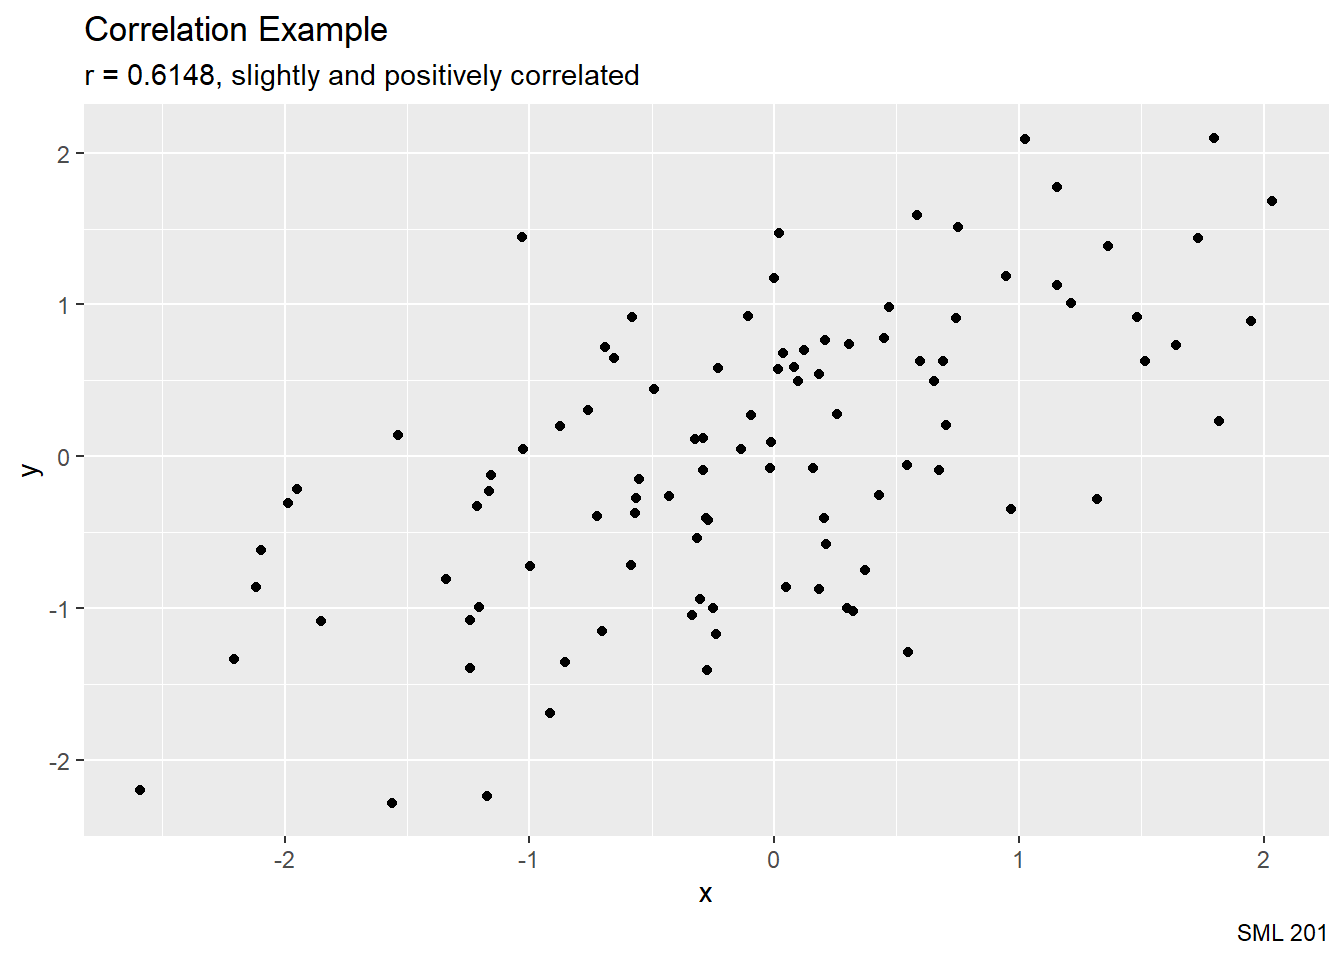 Correlation Example
r = 0.6148, slightly and positively correlated
2
1
0
-1
-2
y
-2 -1 0 1 2
x
SML 201